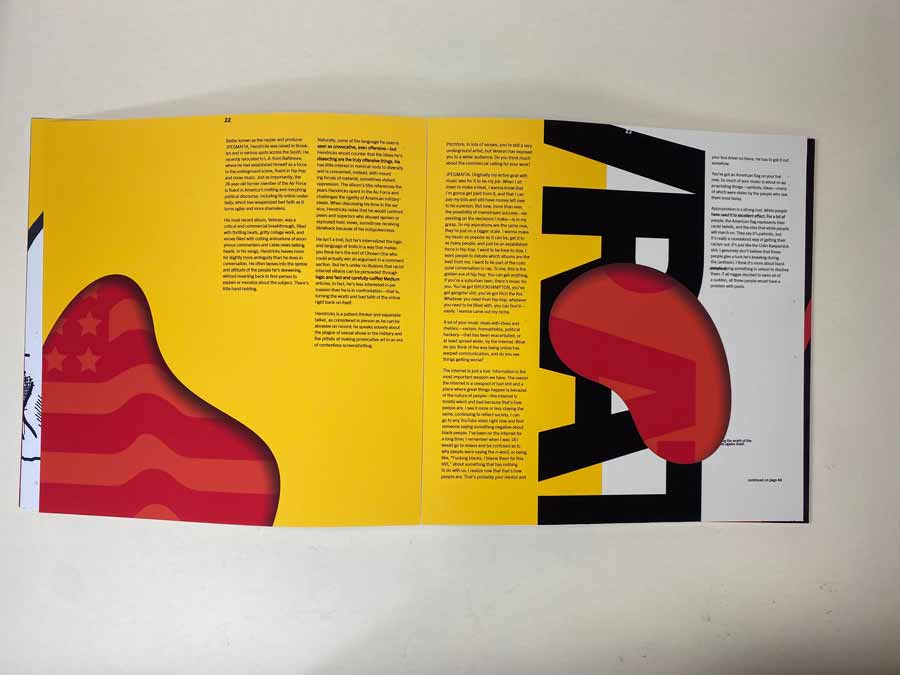 22
Better known as the rapper and producer
JPEGMAFIA, Hendricks was raised in Brook-
lyn and in various spots across the South. He
recently relocated to L.A. from Baltimore,
where he had established himself as a force
in the underground scene, fluent in hip-hop
and noise music. Just as importantly, the
28-year-old former member of the Air Force
is fluent in America's melting and morphing
political discourse, including its online under-
belly, which has weaponized bad faith as it
turns agile and more shameless.
His most recent album, Veteran, was a
critical and commercial breakthrough, filled
with thrilling beats, glitchy collage work, and
verses filled with cutting animations of anon-
ymous commenters and cable news talking
heads. In his songs, Hendricks leaves room
for slightly more ambiguity than he does in
conversation. He often lapses into the syntax
and attitude of the people he's skewering,
without reverting back to first person to
explain or moralize about the subject. There's
little hand-holding.
Naturally, some of the language he uses is
seen as provocative, even offensive—but
Hendricks would counter that the ideas he's
dissecting are the truly offensive things. He
has little interest in nominal nods to diversity
and is concerned, instead, with mount-
ing forces of material, sometimes violent
oppression. The album's title references the
years Hendricks spent in the Air Force and
challenges the rigidity of American military
ideals. When discussing his time in the ser-
vice, Hendricks notes that he would confront
peers and superiors who abused women or
espoused toxic views, sometimes receiving
blowback because of his outspokenness.
He isn't a troll, but he's internalized the logic
and language of trolls in a way that makes
you think he's the sort of Chosen One who
could actually win an argument in a comment
section. But he's under no illusions that racist
internet villains can be persuaded through
logic and fact and carefully-coiffed Medium
articles. In fact, he's less interested in per-
suasion than he is in confrontation—that is,
turning the wrath and bad faith of the online
right back on itself.
Hendricks is a patient thinker and expansive
talker, as considered in person as he can be
abrasive on record; he speaks soberly about
the plague of sexual abuse in the military and
the pitfalls of making provocative art in an era
of contextless screenshotting.
23
Pitchfork: In lots of senses, you're still a very
underground artist, but Veteran has exposed
you to a wider audience. Do you think much
about the commercial ceiling for your work?
JPEGMAFIA: Originally my entire goal with
music was for it to be my job. When I sit
down to make a beat, I wanna know that
I'm gonna get paid from it, and that I can
pay my bills and still have money left over
to be a person. But now, more than ever,
the possibility of mainstream success—de-
pending on the decisions I make—is in my
grasp. So my aspirations are the same now,
they're just on a bigger scale. I wanna make
my music as popular as it can be, get it to
as many people, and just be an established
force in hip-hop. I want to be here to stay. I
want people to debate which albums are the
best from me. I want to be part of the collo-
quial conversation in rap. To me, this is the
golden era of hip-hop. You can get anything.
If you're a suburban teen, there's music for
you. You've got BROCKHAMPTON, you've
got gangster shit, you've got Rich the Kid.
Whatever you need from hip-hop, whatever
you need to be filled with, you can find it—
easily. I wanna carve out my niche.
A lot of your music riffs with ideas and
rhetoric—racism, homophobia, political
hackery—that has been exacerbated, or
at least spread wider, by the internet. What
do you think of the way being online has
warped communication, and do you see
things getting worse?
The internet is just a tool. Information is the
most important weapon we have. The reason
the internet is a cesspool of bad shit and a
place where great things happen is because
of the nature of people—the internet is
mostly weird and bad because that's how
people are. I see it more or less staying the
same, continuing to reflect society. I can
go to any YouTube video right now and find
someone saying something negative about
black people. I've been on the internet for
a long time; I remember when I was 16 I
would go to videos and be confused as to
why people were saying the n-word, or being
like, "Fucking blacks, I blame them for this
shit," about something that has nothing
to do with us. I realize now that that's how
people are. That's probably your dentist and
your bus driver on there. He has to get it out
somehow.
You've got an American flag on your hat
now. So much of your music is about re-ap-
propriating things—symbols, ideas—many
of which were stolen by the people who use
them most today.
Appropriation is a strong tool. White people
have used it to excellent effect. For a lot of
people, the American flag represents their
racist beliefs, and the idea that white people
will march on. They say it's patriotic, but
it's really a nonviolent way of getting their
racism out. It's just like the Colin Kaepernick
shit. I genuinely don't believe that those
people give a fuck he's kneeling during
the [anthem]. I think it's more about black
people doing something in unison to disobey
them. If all niggas decided to swim all of
a sudden, all those people would have a
problem with pools.
continued on page 46